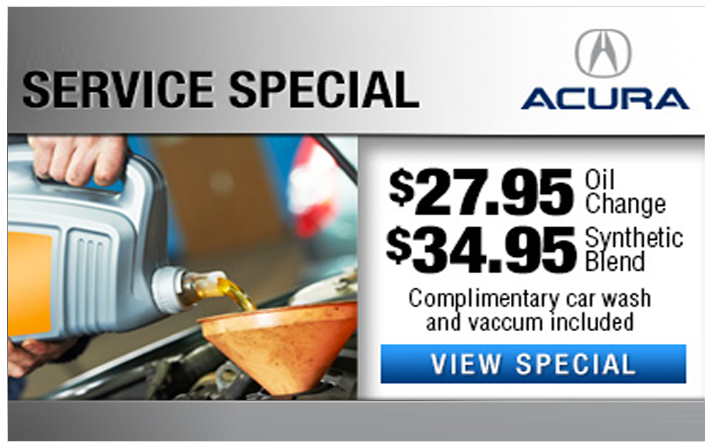 SERVICE SPECIAL
ACURA
$27.95 Oil Change
$34.95 Synthetic Blend
Complimentary car wash
and vaccum included
VIEW SPECIAL